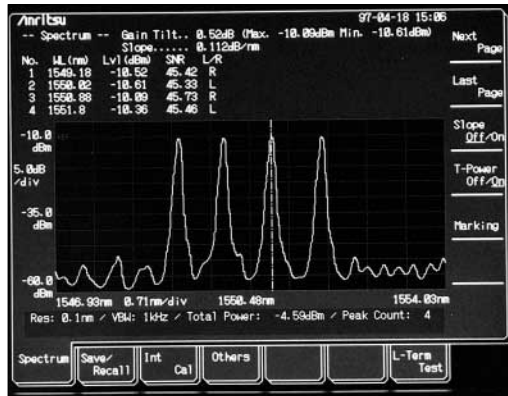 Anritsu 97-04-18 15:06
-- Spectrum -- Gain Tilt.. 0.52dB (Max. -10.09dBm Min. -10.61dBm)
Slope...... 0.112dB/nm
No. WL(nm) Lvl(dBm) SNR L/R
1 1549.18 -10.52 45.42 R
2 1550.02 -10.61 45.33 L
3 1550.88 -10.09 45.73 R
4 1551.8 -10.36 45.46 L
-10.0
dBm
5.0dB
/div
-35.0
dBm
-60.0
dBm
1546.93nm 0.71nm/div 1550.48nm 1554.03nm
Res: 0.1nm / VBW: 1kHz / Total Power: -4.59dBm / Peak Count: 4
Next
Page
Last
Page
Slope
Off/On
T-Power
Off/On
Marking
Spectrum
Save/
Recall
Int
Cal
Others
L-Term
Test